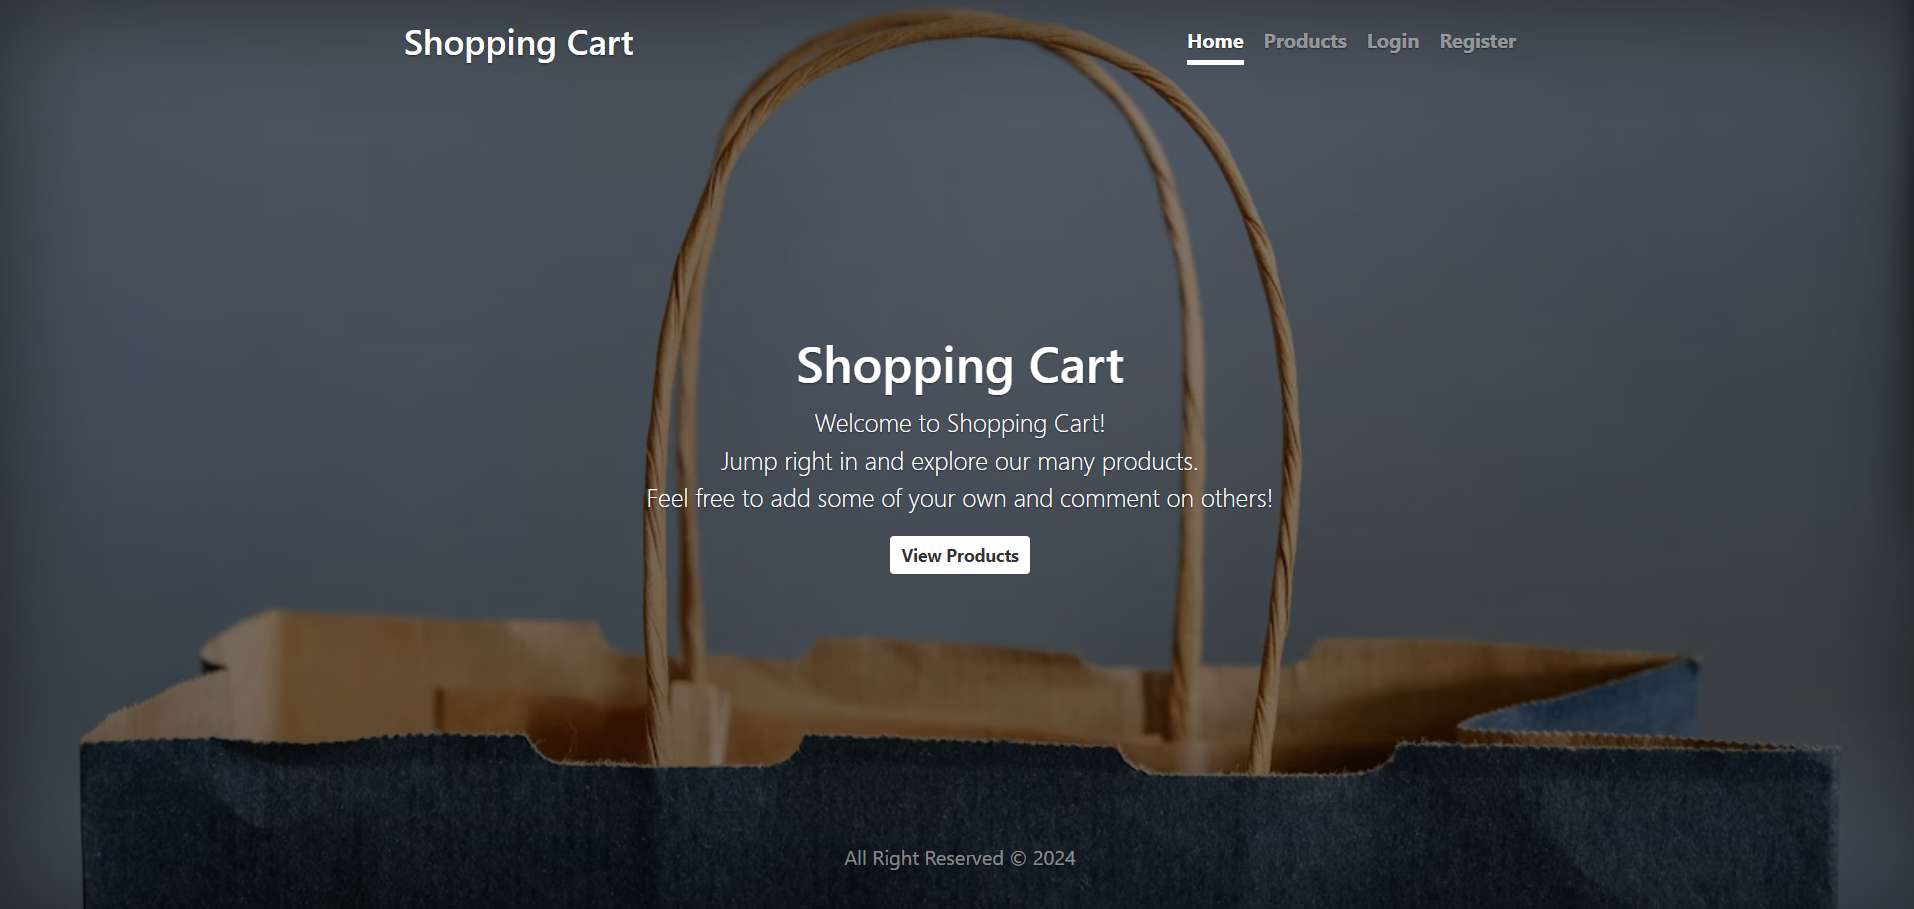 Shopping Cart
Home Products Login Register
Shopping Cart
Welcome to Shopping Cart!
Jump right in and explore our many products.
Feel free to add some of your own and comment on others!
View Products
All Right Reserved © 2024